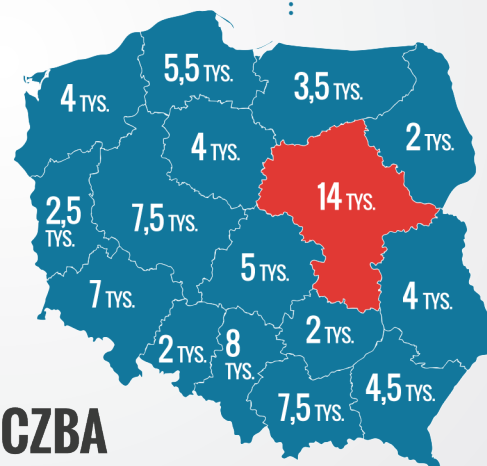 5,5 TYS.
3,5 TYS.
4 TYS.
2 TYS.
4 TYS.
14 TYS.
2,5
TYS.
7,5 TYS.
5 TYS.
7 TYS.
4 TYS.
2 TYS.
2 TYS.
8
TYS.
7,5 TYS.
4,5 TYS.
CZBA